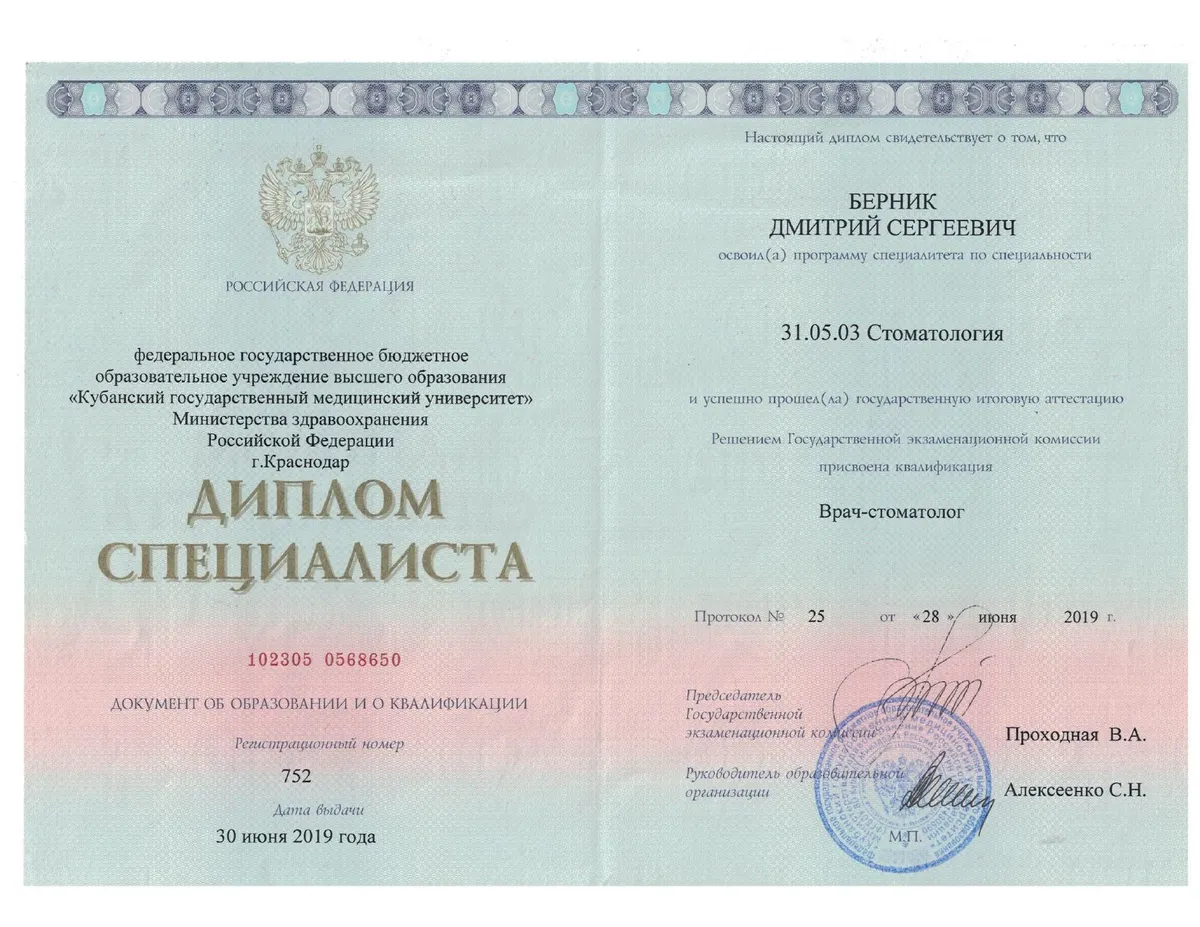 РОССИЙСКАЯ ФЕДЕРАЦИЯ
федеральное государственное бюджетное
образовательное учреждение высшего образования
«Кубанский государственный медицинский университет»
Министерства здравоохранения
Российской Федерации
г.Краснодар
ДИПЛОМ
СПЕЦИАЛИСТА
102305 0568650
ДОКУМЕНТ ОБ ОБРАЗОВАНИИ И О КВАЛИФИКАЦИИ
Регистрационный номер
752
Дата выдачи
30 июня 2019 года
Настоящий диплом свидетельствует о том, что
БЕРНИК
ДМИТРИЙ СЕРГЕЕВИЧ
освоил(а) программу специалитета по специальности
31.05.03 Стоматология
и успешно прошел(ла) государственную итоговую аттестацию
Решением Государственной экзаменационной комиссии
присвоена квалификация
Врач-стоматолог
Протокол № 25 от «28 » июня 2019 г.
Председатель
Государственной
экзаменационной комиссии
Проходная В.А.
Руководитель образовательной
организации
Алексеенко С.Н.
М.П.